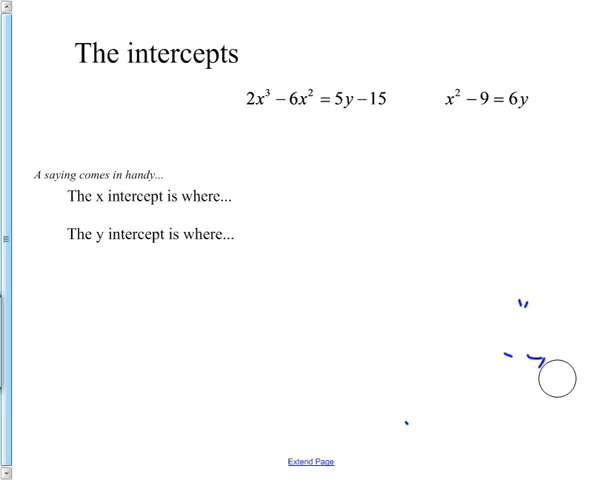 The intercepts
2x³ − 6x² = 5y − 15 x² − 9 = 6y
A saying comes in handy...
The x intercept is where...
The y intercept is where...
Extend Page